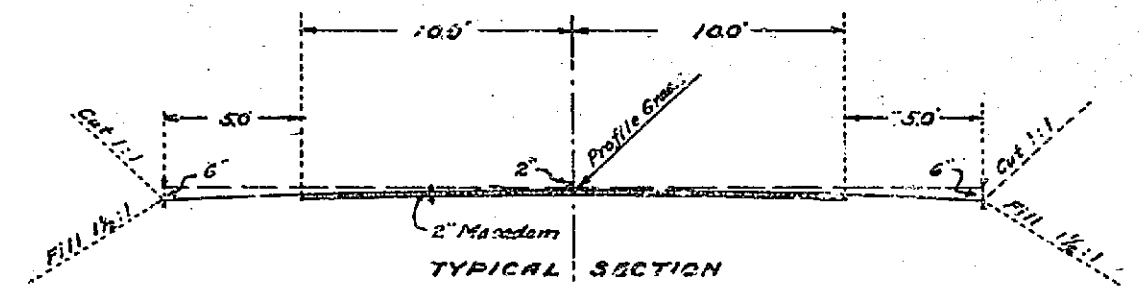 10.0' 10.0'
5.0' 5.0'
Cut 1:1 Cut 1:1
Profile
6" 2" 6"
2" Macadam
Fill 1½:1 Fill 1½:1
TYPICAL SECTION